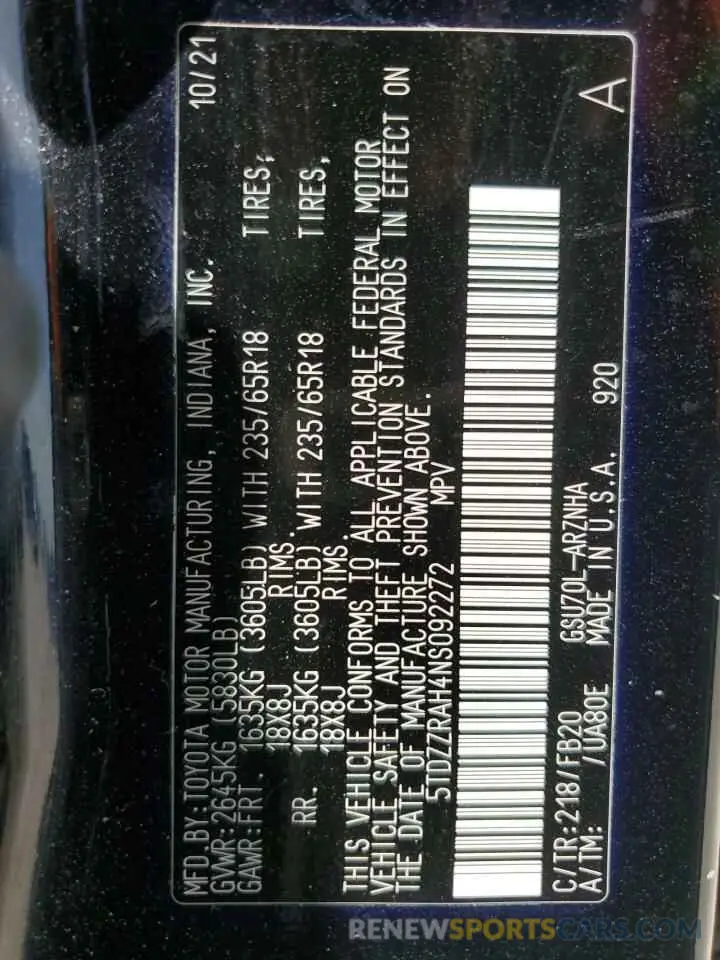 MFD.BY:TOYOTA MOTOR MANUFACTURING, INDIANA, INC. 10/21
GVWR:2645KG (5830LB)
GAWR:FRT. 1635KG (3605LB) WITH 235/65R18 TIRES,
18X8J RIMS.
RR. 1635KG (3605LB) WITH 235/65R18 TIRES,
18X8J RIMS.
THIS VEHICLE CONFORMS TO ALL APPLICABLE FEDERAL MOTOR
VEHICLE SAFETY AND THEFT PREVENTION STANDARDS IN EFFECT ON
THE DATE OF MANUFACTURE SHOWN ABOVE.
5TDZZRAH4NS092272 MPV
C/TR:218/FB20 GSU70L-ARZNHA
A/TM: /UA80E MADE IN U.S.A. 920
A
RENEWSPORTSCARS.COM